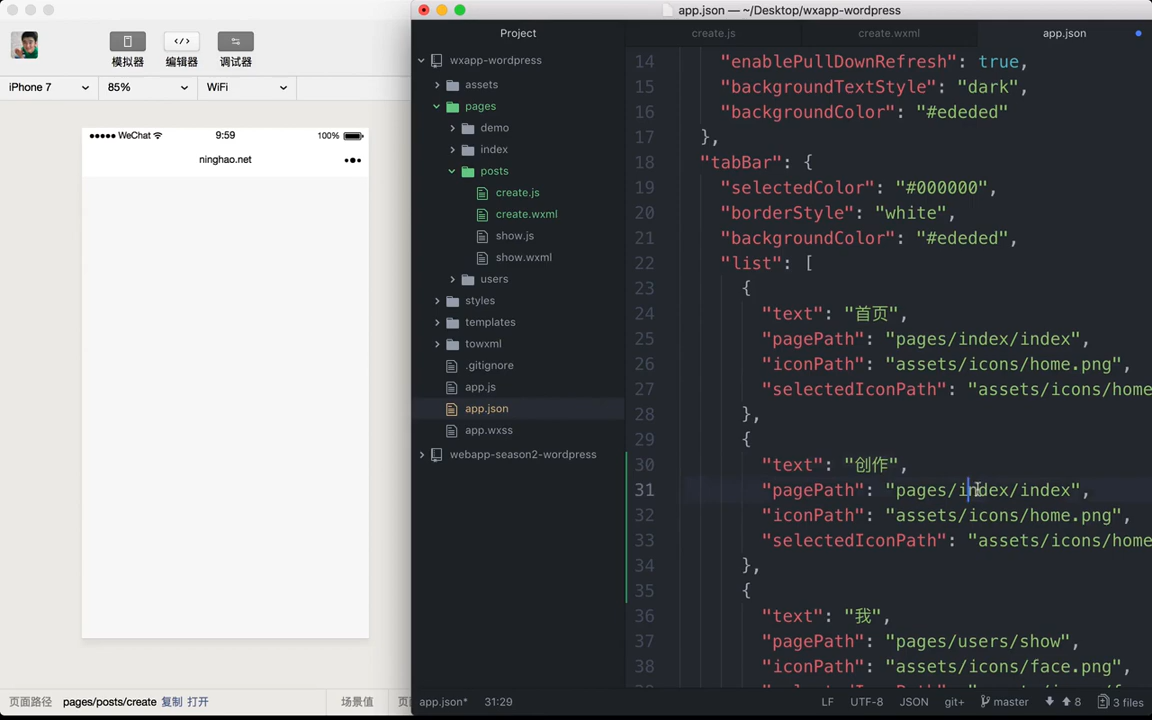 app.json — ~/Desktop/wxapp-wordpress
模拟器
编辑器
调试器
iPhone 7
85%
WiFi
WeChat
9:59
100%
ninghao.net
页面路径
pages/posts/create
复制
打开
场景值
页
Project
wxapp-wordpress
assets
pages
demo
index
posts
create.js
create.wxml
show.js
show.wxml
users
styles
templates
towxml
.gitignore
app.js
app.json
app.wxss
webapp-season2-wordpress
create.js
create.wxml
app.json
14 "enablePullDownRefresh": true,
15 "backgroundTextStyle": "dark",
16 "backgroundColor": "#ededed"
17 },
18 "tabBar": {
19 "selectedColor": "#000000",
20 "borderStyle": "white",
21 "backgroundColor": "#ededed",
22 "list": [
23 {
24 "text": "首页",
25 "pagePath": "pages/index/index",
26 "iconPath": "assets/icons/home.png",
27 "selectedIconPath": "assets/icons/home
28 },
29 {
30 "text": "创作",
31 "pagePath": "pages/index/index",
32 "iconPath": "assets/icons/home.png",
33 "selectedIconPath": "assets/icons/home
34 },
35 {
36 "text": "我",
37 "pagePath": "pages/users/show",
38 "iconPath": "assets/icons/face.png",
app.json*
31:29
LF
UTF-8
JSON
git+
master
8
3 files